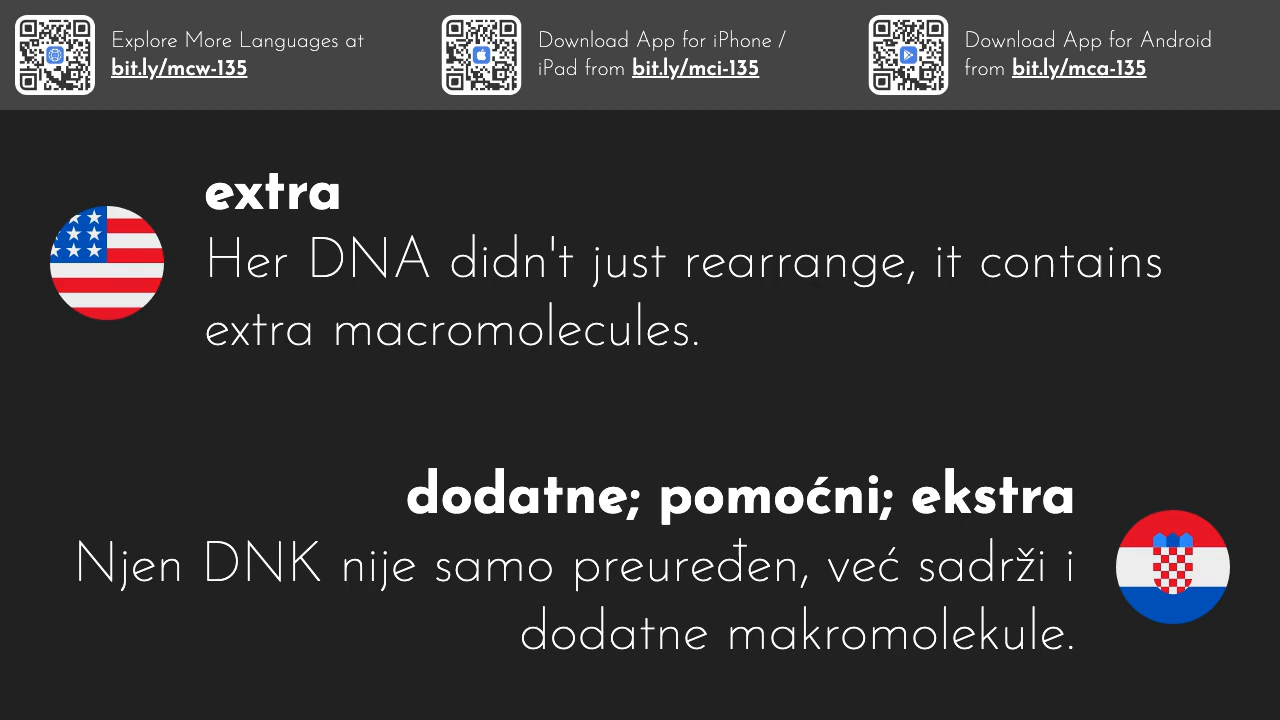 Explore More Languages at
bit.ly/mcw-135
Download App for iPhone /
iPad from bit.ly/mci-135
Download App for Android
from bit.ly/mca-135
extra
Her DNA didn't just rearrange, it contains
extra macromolecules.
dodatne; pomoćni; ekstra
Njen DNK nije samo preuređen, već sadrži i
dodatne makromolekule.